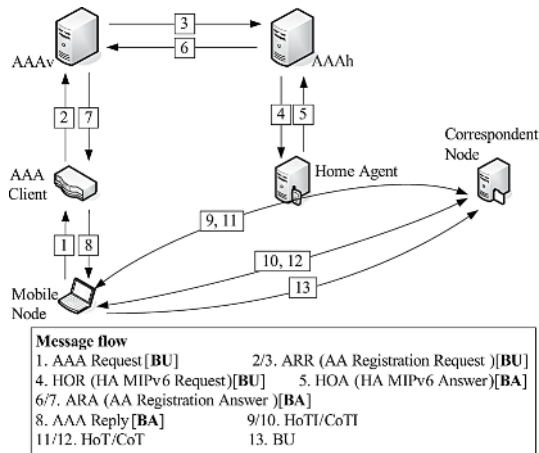 3
AAAv
6
AAAh
2
7
4
5
Correspondent
Node
AAA
Client
Home Agent
9, 11
1
8
10, 12
13
Mobile
Node
Message flow
1. AAA Request[BU] 2/3. ARR (AA Registration Request )[BU]
4. HOR (HA MIPv6 Request)[BU] 5. HOA (HA MIPv6 Answer)[BA]
6/7. ARA (AA Registration Answer )[BA]
8. AAA Reply[BA] 9/10. HoTI/CoTI
11/12. HoT/CoT 13. BU